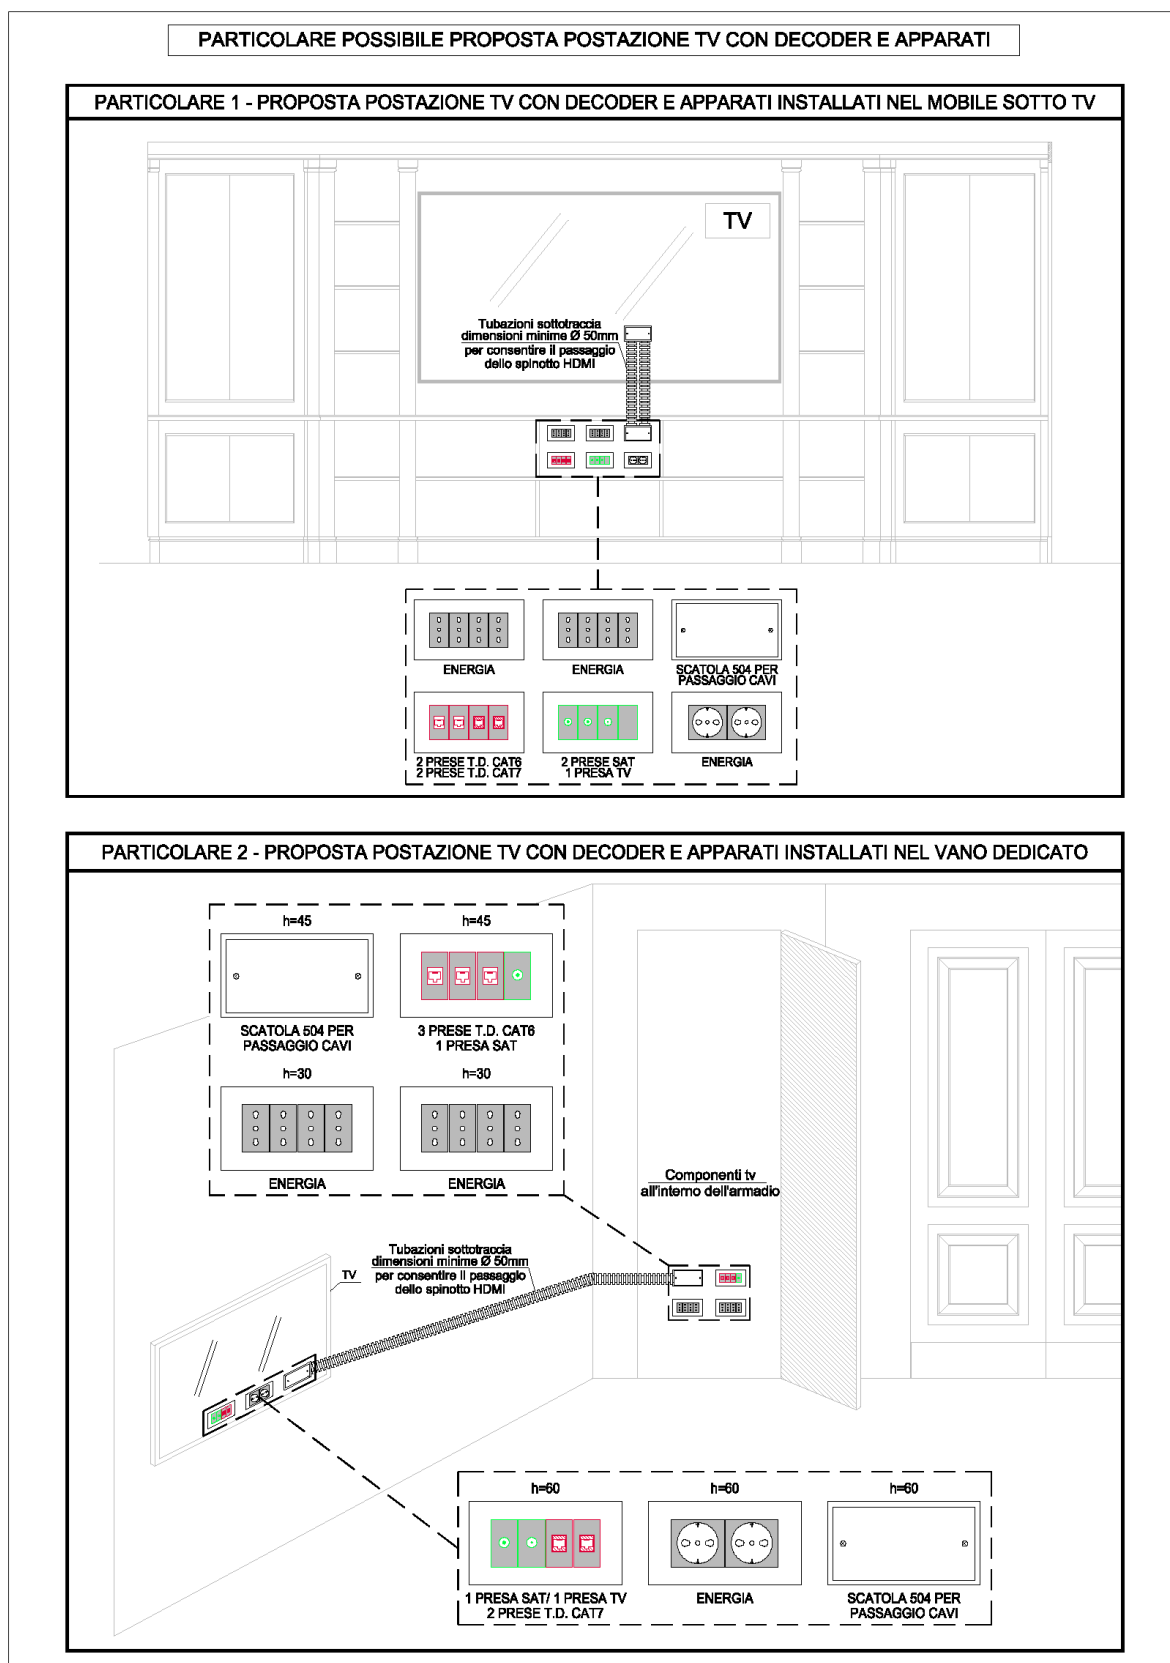 PARTICOLARE POSSIBILE PROPOSTA POSTAZIONE TV CON DECODER E APPARATI
PARTICOLARE 1 - PROPOSTA POSTAZIONE TV CON DECODER E APPARATI INSTALLATI NEL MOBILE SOTTO TV
TV
Tubazioni sottotraccia
dimensioni minime Ø 50mm
per consentire il passaggio
dello spinotto HDMI
ENERGIA
ENERGIA
SCATOLA 504 PER
PASSAGGIO CAVI
2 PRESE T.D. CAT6
2 PRESE T.D. CAT7
2 PRESE SAT
1 PRESA TV
ENERGIA
PARTICOLARE 2 - PROPOSTA POSTAZIONE TV CON DECODER E APPARATI INSTALLATI NEL VANO DEDICATO
h=45
h=45
SCATOLA 504 PER
PASSAGGIO CAVI
3 PRESE T.D. CAT6
1 PRESA SAT
h=30
h=30
ENERGIA
ENERGIA
Componenti tv
all'interno dell'armadio
Tubazioni sottotraccia
dimensioni minime Ø 50mm
per consentire il passaggio
dello spinotto HDMI
TV
h=60
h=60
h=60
1 PRESA SAT/ 1 PRESA TV
2 PRESE T.D. CAT7
ENERGIA
SCATOLA 504 PER
PASSAGGIO CAVI